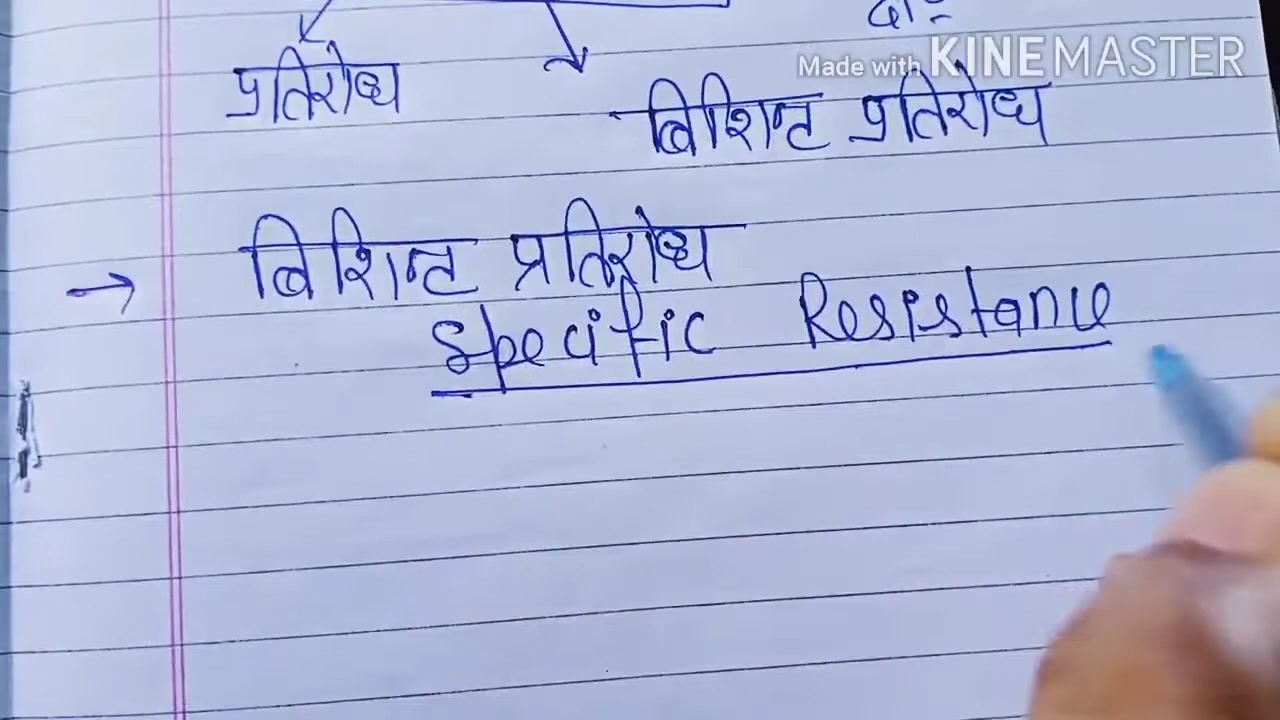 Made with KINEMASTER
प्रतिरोध
बिशिष्ट प्रतिरोध
→ बिशिष्ट प्रतिरोध
Specific Resistance